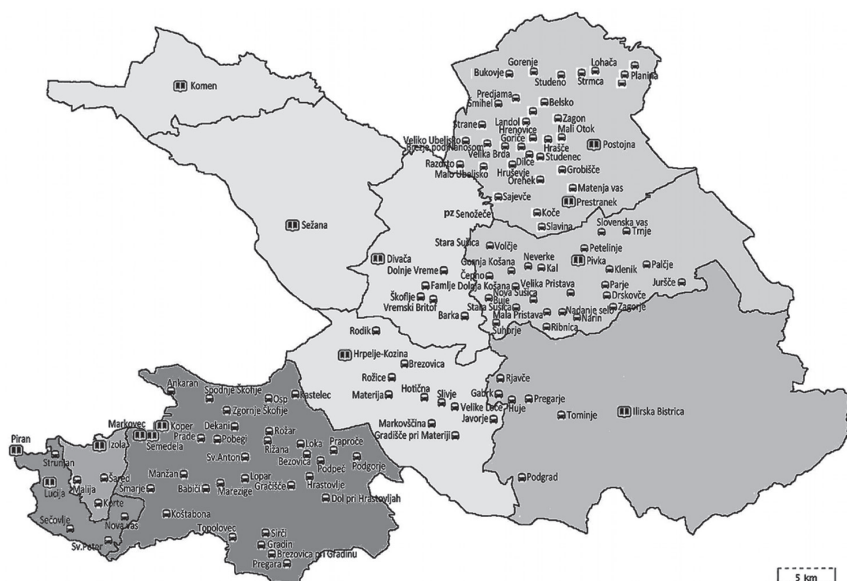 Komen
Sežana
Gorenje
Lohača
Bukovje
Studeno
Strmca
Planina
Predjama
Šmihel
Belsko
Strane
Landol
Zagon
Hrenovice
Mali Otok
Veliko Ubeljsko
Goriče
Brezje pod Nanosom
Hrašče
Postojna
Velika Brda
Dilce
Studenec
Razdrto
Malo Ubeljsko
Hruševje
Grobišče
Orehek
Matenja vas
Sajevče
Prestranek
pz
Senožeče
Koče
Slavina
Slovenska vas
Trnje
Stara Sušica
Volčje
Petelinje
Divača
Gornja Košana
Neverke
Pivka
Dolnje Vreme
Kal
Klenik
Palčje
Čepno
Famlje
Dolnja Košana
Velika Pristava
Parje
Juršče
Škoflje
Nova Sušica
Drskovče
Vremski Britof
Buje
Stara Sušica
Nadanje selo
Zagorje
Barka
Mala Pristava
Narin
Suhorje
Ribnica
Rodik
Hrpelje-Kozina
Brezovica
Rožice
Hotična
Rjavče
Materija
Slivje
Gabrk
Pregarje
Velike Loče
Huje
Tominje
Ilirska Bistrica
Markovščina
Javorje
Gradišče pri Materiji
Podgrad
Ankaran
Spodnje Škofije
Osp
Kastelec
Zgornje Škofije
Markovec
Koper
Dekani
Rožar
Piran
Izola
Semedela
Prade
Pobegi
Rižana
Loka
Praproče
Strunjan
Sv.Anton
Bezovica
Podpeč
Podgorje
Lucija
Malija
Šared
Manžan
Lopar
Hrastovlje
Šmarje
Babiči
Marezige
Gračišče
Dol pri Hrastovljah
Korte
Sečovlje
Nova vas
Koštabona
Sv.Peter
Topolovec
Sirči
Gradin
Brezovica pri Gradinu
Pregara
5 km